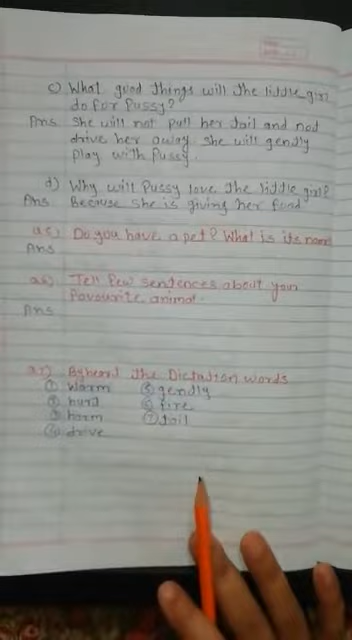 c) What good things will the little girl
do for Pussy?
Ans She will not pull her tail and not
drive her away she will gently
play with Pussy.
d) Why will Pussy love the little girl?
Ans Because she is giving her food
Q5) Do you have a pet? What is its name
Ans
Q6) Tell few sentences about your
favourite animal.
Ans
Q7) Byheart the Dictation words
① warm ⑤ gently
② hurt ⑥ fire
③ harm ⑦ tail
④ drive